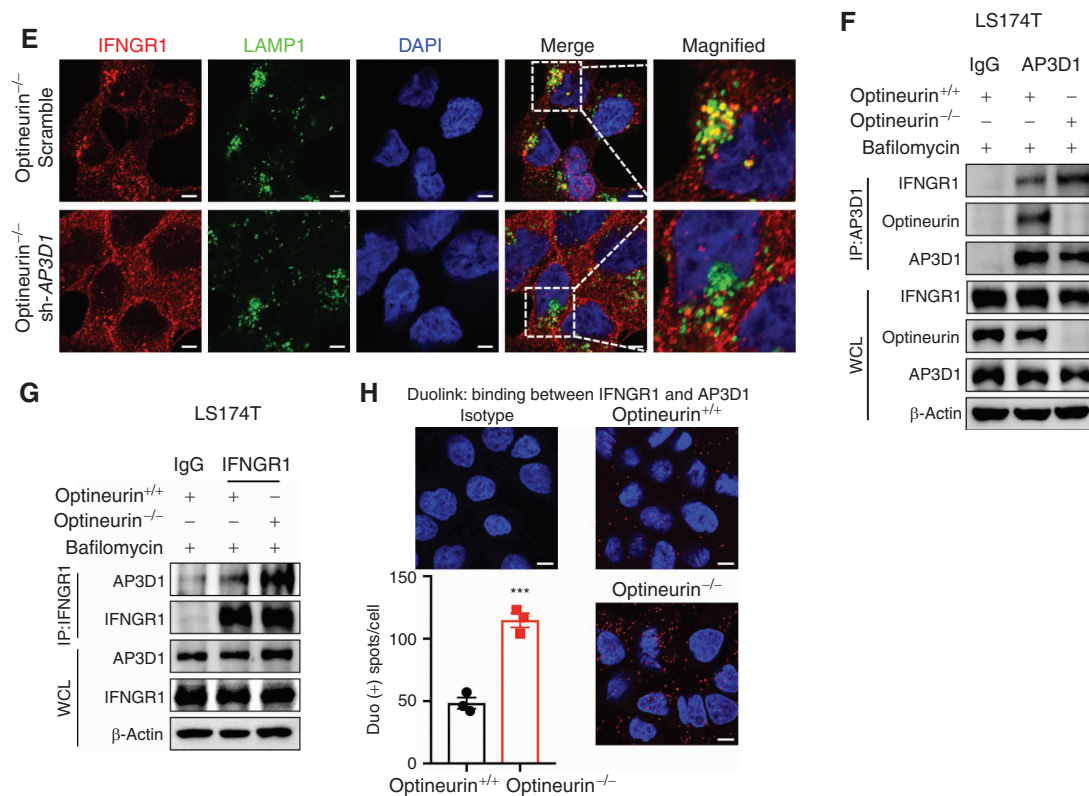 E
IFNGR1 LAMP1 DAPI Merge Magnified
Optineurin−/−
Scramble
Optineurin−/−
sh-AP3D1
F
LS174T
IgG AP3D1
Optineurin+/+ + + −
Optineurin−/− − − +
Bafilomycin + + +
IP:AP3D1
IFNGR1
Optineurin
AP3D1
WCL
IFNGR1
Optineurin
AP3D1
β-Actin
G
LS174T
IgG IFNGR1
Optineurin+/+ + + −
Optineurin−/− − − +
Bafilomycin + + +
IP:IFNGR1
AP3D1
IFNGR1
WCL
AP3D1
IFNGR1
β-Actin
H
Duolink: binding between IFNGR1 and AP3D1
Isotype Optineurin+/+
Optineurin−/−
Duo (+) spots/cell
150
100
50
0
***
Optineurin+/+ Optineurin−/−